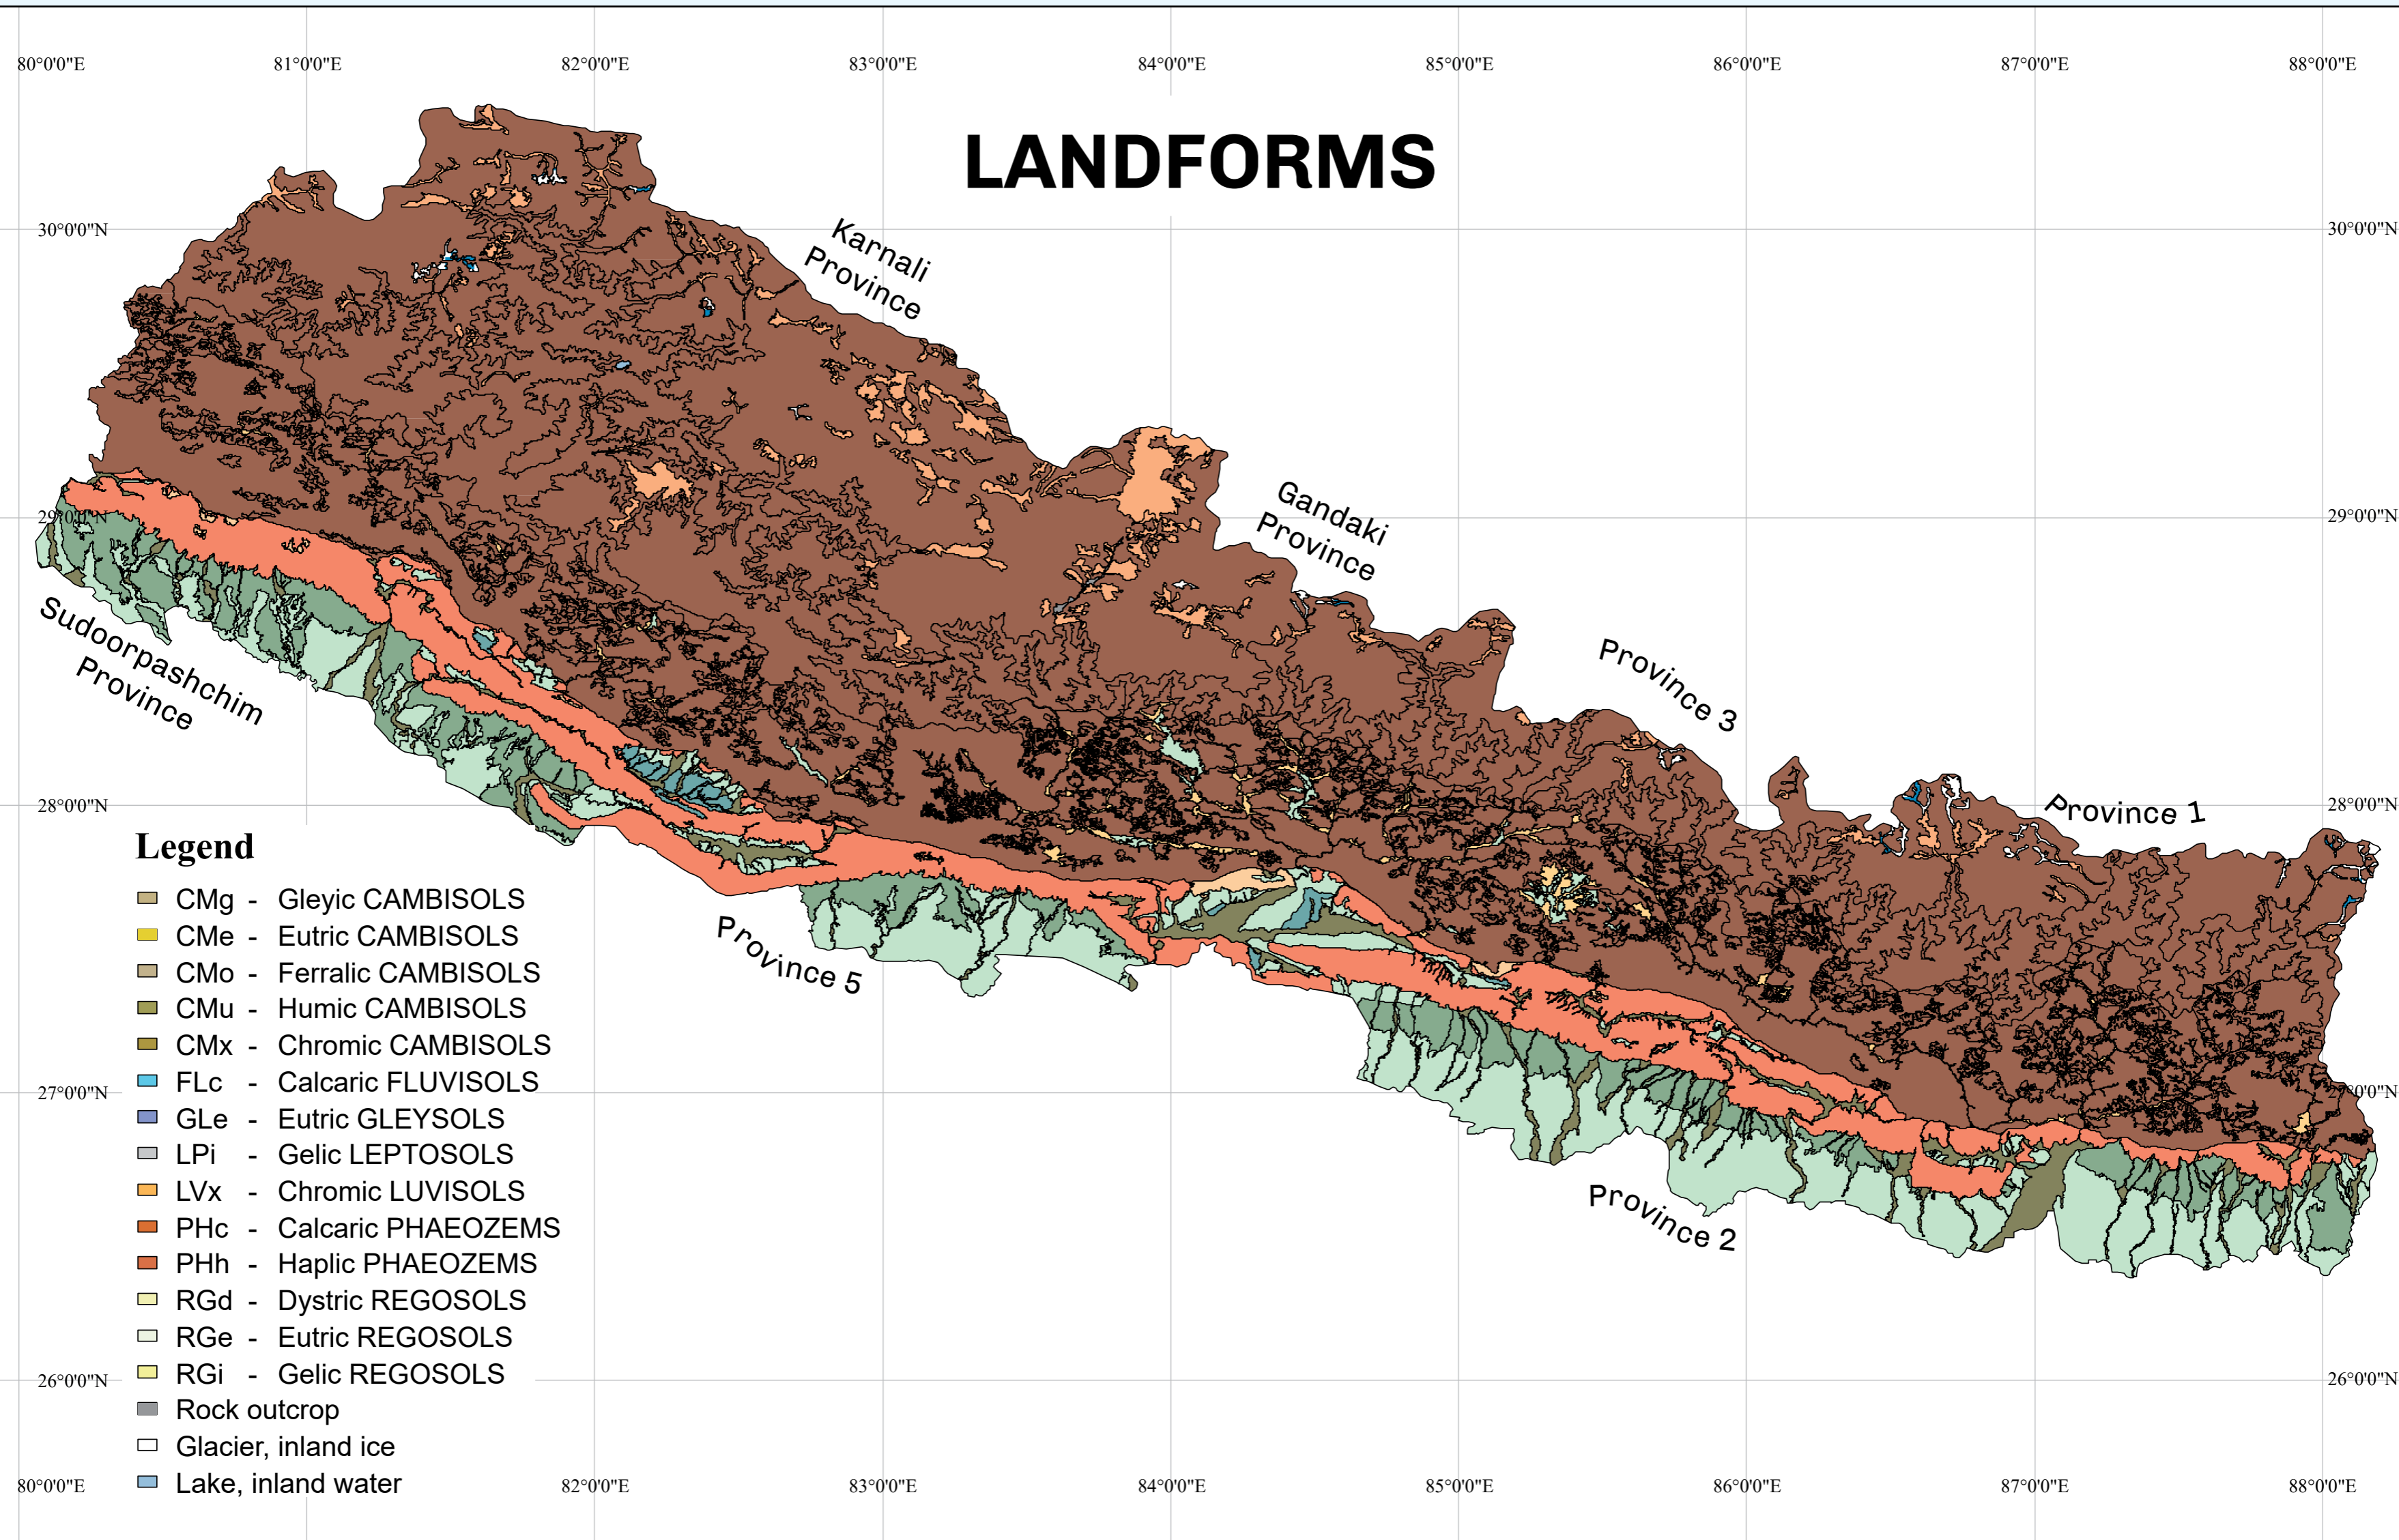 80°0'0"E 81°0'0"E 82°0'0"E 83°0'0"E 84°0'0"E 85°0'0"E 86°0'0"E 87°0'0"E 88°0'0"E
LANDFORMS
30°0'0"N 30°0'0"N
Karnali
Province
Gandaki
Province
29°0'0"N 29°0'0"N
Sudoorpashchim
Province
Province 3
28°0'0"N 28°0'0"N
Province 1
Province 5
27°0'0"N 27°0'0"N
Province 2
26°0'0"N 26°0'0"N
Legend
CMg - Gleyic CAMBISOLS
CMe - Eutric CAMBISOLS
CMo - Ferralic CAMBISOLS
CMu - Humic CAMBISOLS
CMx - Chromic CAMBISOLS
FLc - Calcaric FLUVISOLS
GLe - Eutric GLEYSOLS
LPi - Gelic LEPTOSOLS
LVx - Chromic LUVISOLS
PHc - Calcaric PHAEOZEMS
PHh - Haplic PHAEOZEMS
RGd - Dystric REGOSOLS
RGe - Eutric REGOSOLS
RGi - Gelic REGOSOLS
Rock outcrop
Glacier, inland ice
Lake, inland water
80°0'0"E 82°0'0"E 83°0'0"E 84°0'0"E 85°0'0"E 86°0'0"E 87°0'0"E 88°0'0"E